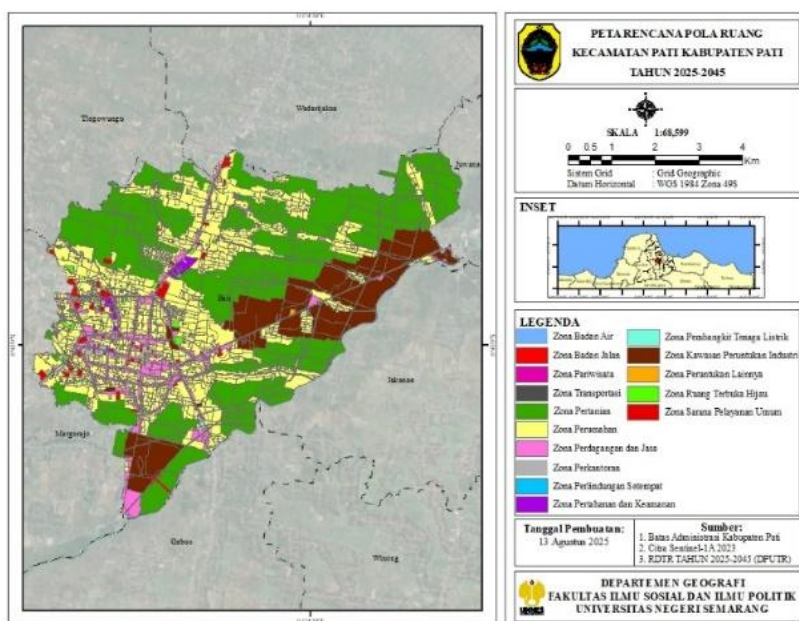 PETA RENCANA POLA RUANG
KECAMATAN PATI KABUPATEN PATI
TAHUN 2025-2045
SKALA 1:68,599
0 0.5 1 2 3 4
Km
Sistem Grid : Grid Geographic
Datum Horizontal : WGS 1984 Zona 49S
INSET
LEGENDA
Zona Badan Air
Zona Badan Jalan
Zona Pariwisata
Zona Transportasi
Zona Pertanian
Zona Perumahan
Zona Perdagangan dan Jasa
Zona Perkantoran
Zona Perlindungan Setempat
Zona Pertahanan dan Keamanan
Zona Pembangkit Tenaga Listrik
Zona Kawasan Peruntukan Industri
Zona Peruntukan Lainnya
Zona Ruang Terbuka Hijau
Zona Sarana Pelayanan Umum
Tanggal Pembuatan:
13 Agustus 2025
Sumber:
1. Batas Administrasi Kabupaten Pati
2. Citra Sentinel-1A 2023
3. RDTR TAHUN 2025-2045 (DPUTR)
DEPARTEMEN GEOGRAFI
FAKULTAS ILMU SOSIAL DAN ILMU POLITIK
UNIVERSITAS NEGERI SEMARANG
Tlogowungu
Wedarijaksa
Juwana
Pati
Jakenan
Margorejo
Gabus
Winong